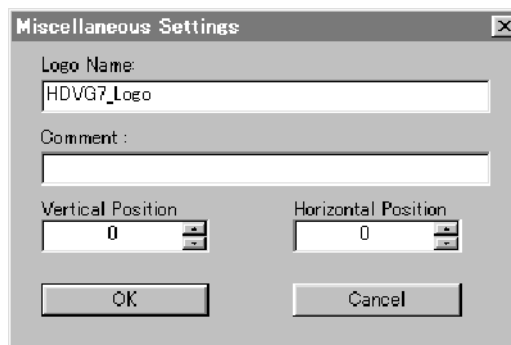 Miscellaneous Settings
Logo Name:
HDVG7_Logo
Comment :
Vertical Position Horizontal Position
0 0
OK Cancel